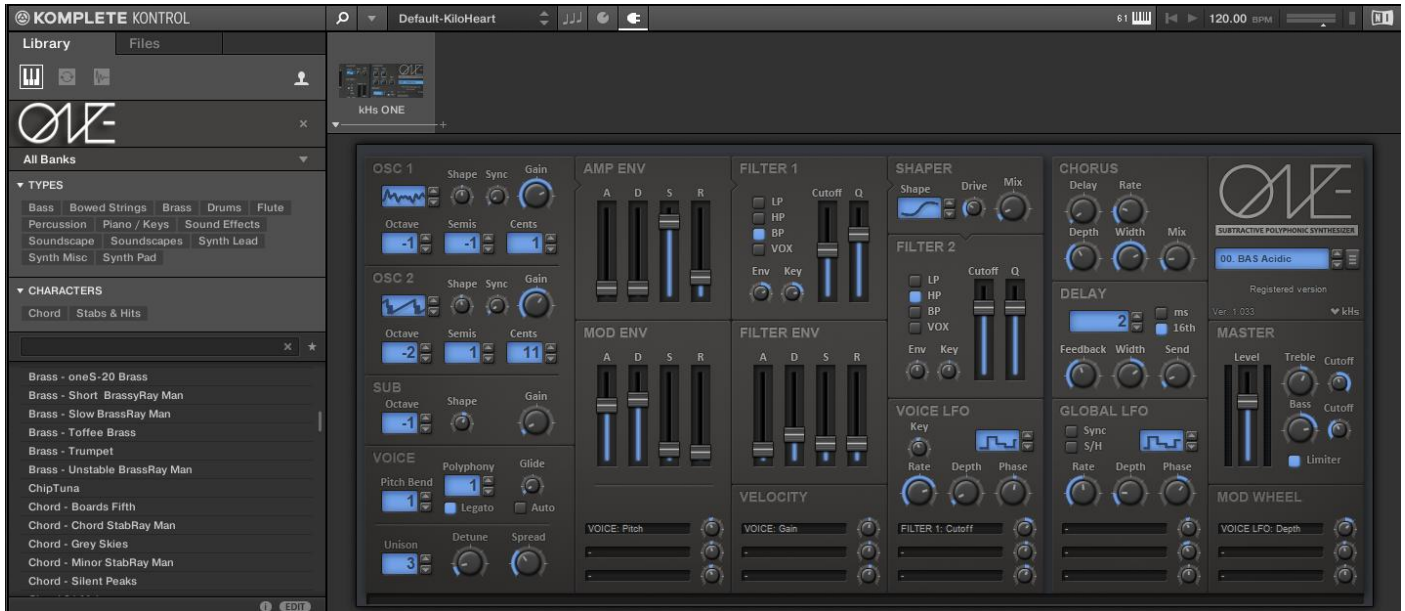 KOMPLETE KONTROL
Default-KiloHeart
61
120.00 BPM
Library
Files
kHs ONE
ONE
All Banks
TYPES
Bass Bowed Strings Brass Drums Flute
Percussion Piano / Keys Sound Effects
Soundscape Soundscapes Synth Lead
Synth Misc Synth Pad
CHARACTERS
Chord Stabs & Hits
Brass - oneS-20 Brass
Brass - Short BrassyRay Man
Brass - Slow BrassRay Man
Brass - Toffee Brass
Brass - Trumpet
Brass - Unstable BrassRay Man
ChipTuna
Chord - Boards Fifth
Chord - Chord StabRay Man
Chord - Grey Skies
Chord - Minor StabRay Man
Chord - Silent Peaks
EDIT
OSC 1
Shape Sync Gain
Octave Semis Cents
-1 -1 1
OSC 2
Shape Sync Gain
Octave Semis Cents
-2 1 11
SUB
Octave Shape Gain
-1
VOICE
Pitch Bend Polyphony Glide
1 1
Legato Auto
Unison Detune Spread
3
AMP ENV
A D S R
MOD ENV
A D S R
VOICE: Pitch
-
-
FILTER 1
LP
HP
BP
VOX
Cutoff Q
Env Key
FILTER ENV
A D S R
VELOCITY
VOICE: Gain
-
-
SHAPER
Shape Drive Mix
FILTER 2
LP
HP
BP
VOX
Cutoff Q
Env Key
VOICE LFO
Key
Rate Depth Phase
FILTER 1: Cutoff
-
-
CHORUS
Delay Rate
Depth Width Mix
DELAY
2
ms
16th
Feedback Width Send
GLOBAL LFO
Sync
S/H
Rate Depth Phase
-
-
-
ONE
SUBTRACTIVE POLYPHONIC SYNTHESIZER
00. BAS Acidic
Registered version
Ver. 1.033
kHs
MASTER
Level Treble Cutoff
Bass Cutoff
Limiter
MOD WHEEL
VOICE LFO: Depth
-
-